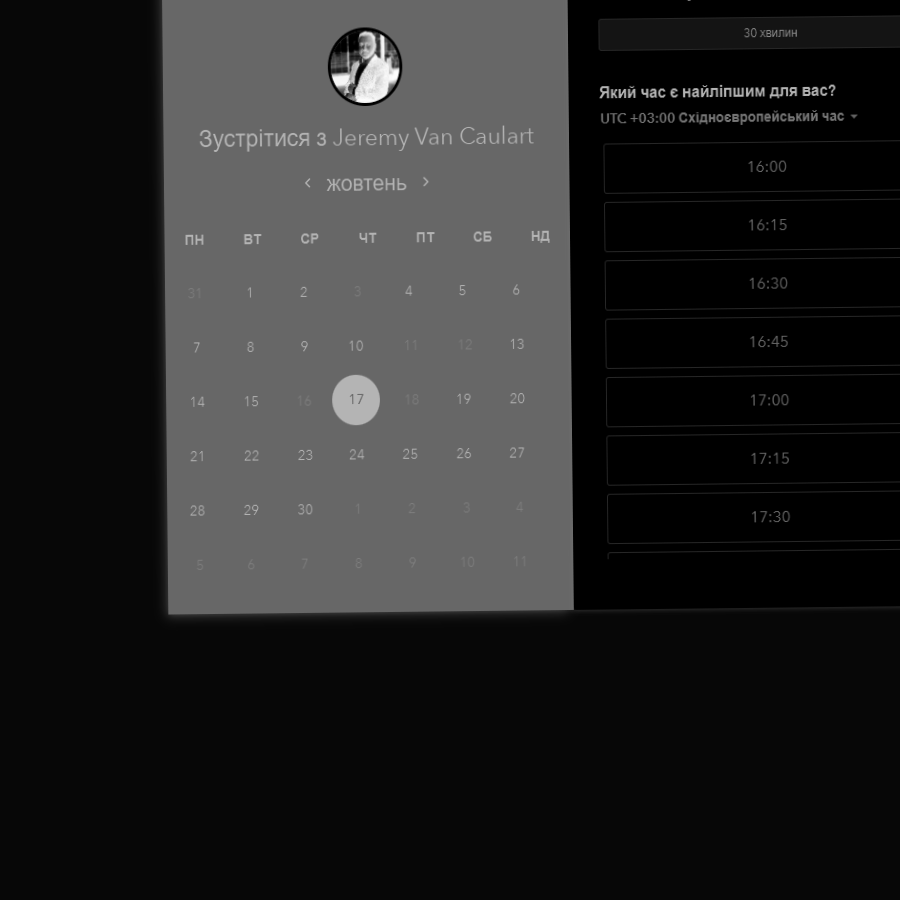 Зустрітися з Jeremy Van Caulart
жовтень
ПН ВТ СР ЧТ ПТ СБ НД
31 1 2 3 4 5 6
7 8 9 10 11 12 13
14 15 16 17 18 19 20
21 22 23 24 25 26 27
28 29 30 1 2 3 4
5 6 7 8 9 10 11
30 хвилин
Який час є найліпшим для вас?
UTC +03:00 Східноєвропейський час
16:00
16:15
16:30
16:45
17:00
17:15
17:30